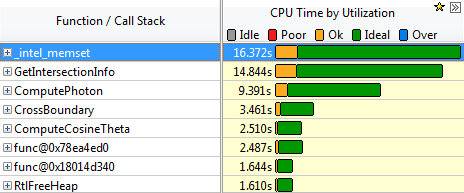 Function / Call Stack
CPU Time by Utilization
Idle Poor Ok Ideal Over
_intel_memset 16.372s
GetIntersectionInfo 14.844s
ComputePhoton 9.391s
CrossBoundary 3.461s
ComputeCosineTheta 2.510s
func@0x78ea4ed0 2.487s
func@0x18014d340 1.644s
RtlFreeHeap 1.610s